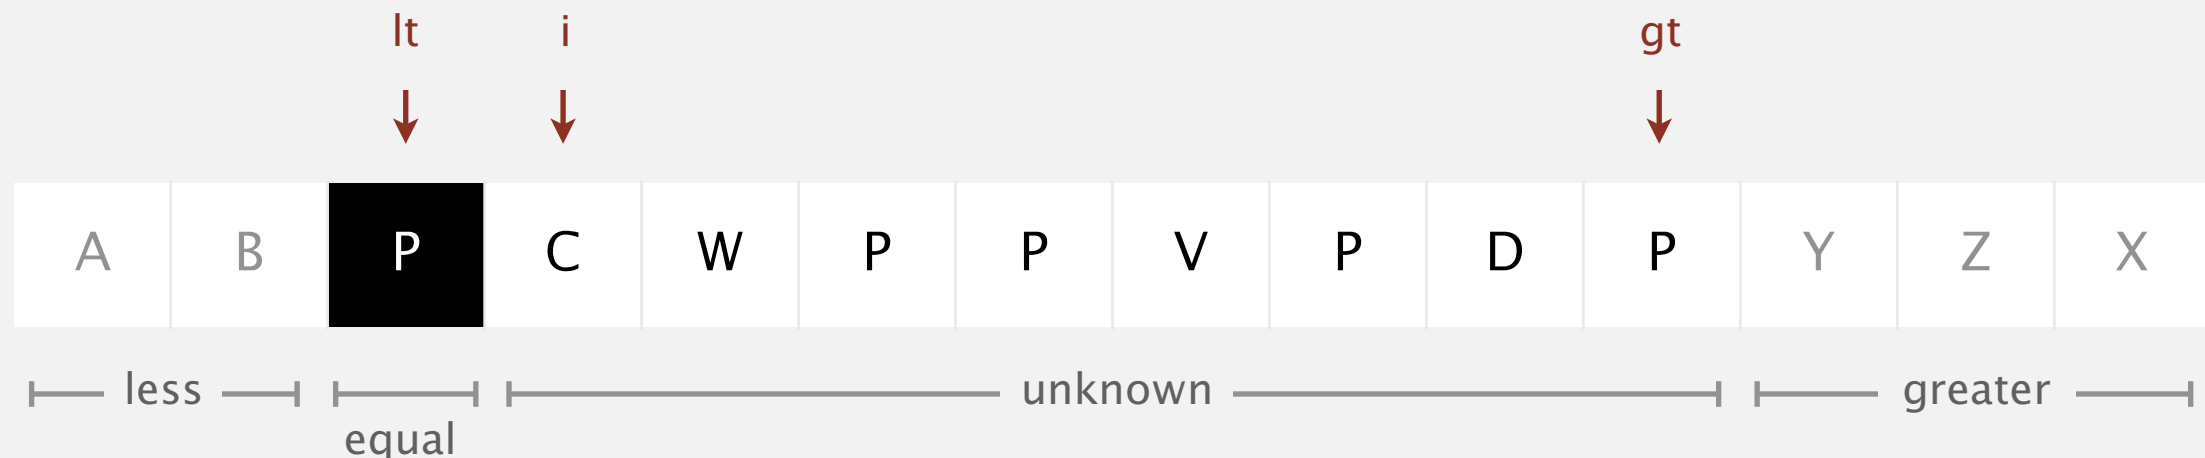 lt i gt
A B P C W P P V P D P Y Z X
less unknown greater
equal